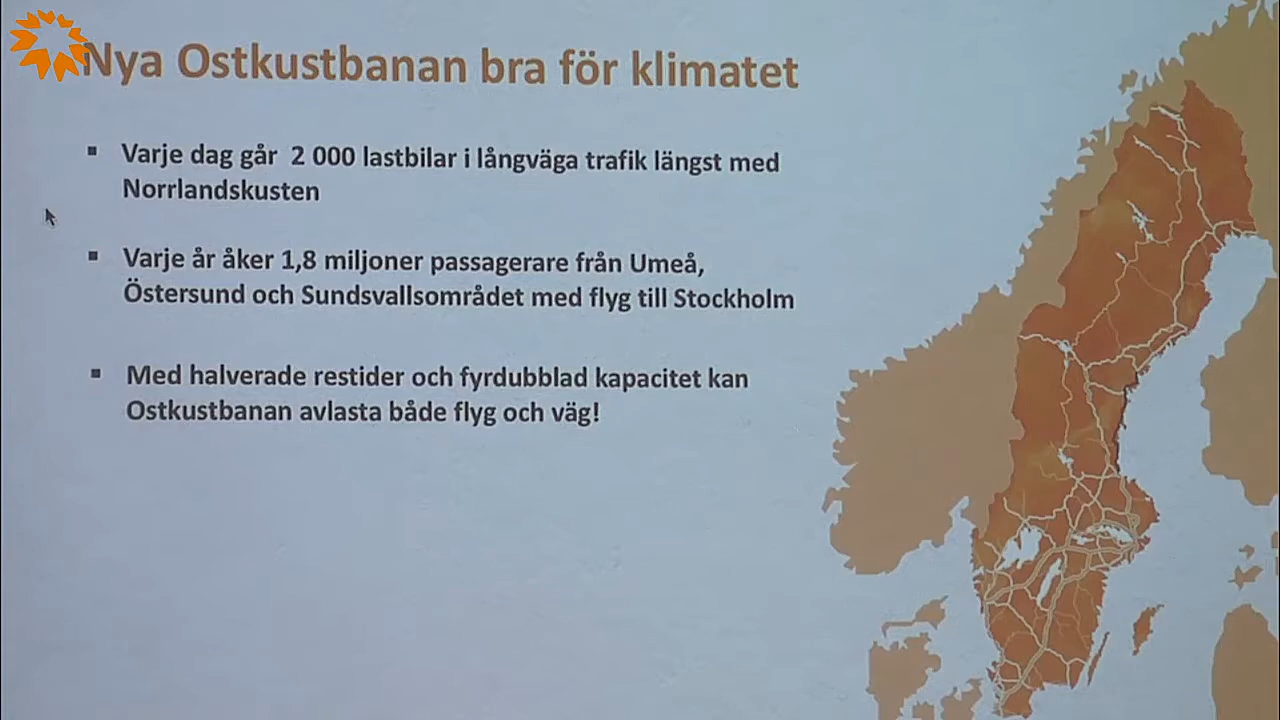 Nya Ostkustbanan bra för klimatet
Varje dag går 2 000 lastbilar i långväga trafik längst med
Norrlandskusten
Varje år åker 1,8 miljoner passagerare från Umeå,
Östersund och Sundsvallsområdet med flyg till Stockholm
Med halverade restider och fyrdubblad kapacitet kan
Ostkustbanan avlasta både flyg och väg!